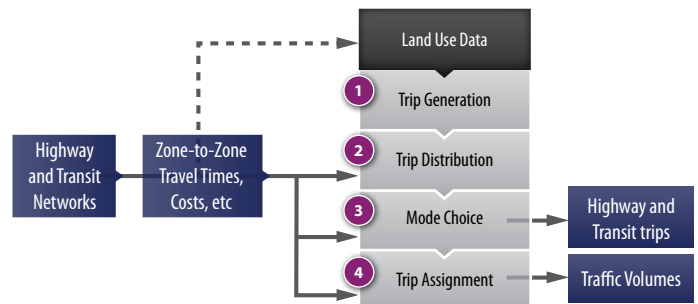 Land Use Data
1
Trip Generation
2
Trip Distribution
3
Mode Choice
4
Trip Assignment
Highway
and Transit
Networks
Zone-to-Zone
Travel Times,
Costs, etc
Highway and
Transit trips
Traffic Volumes